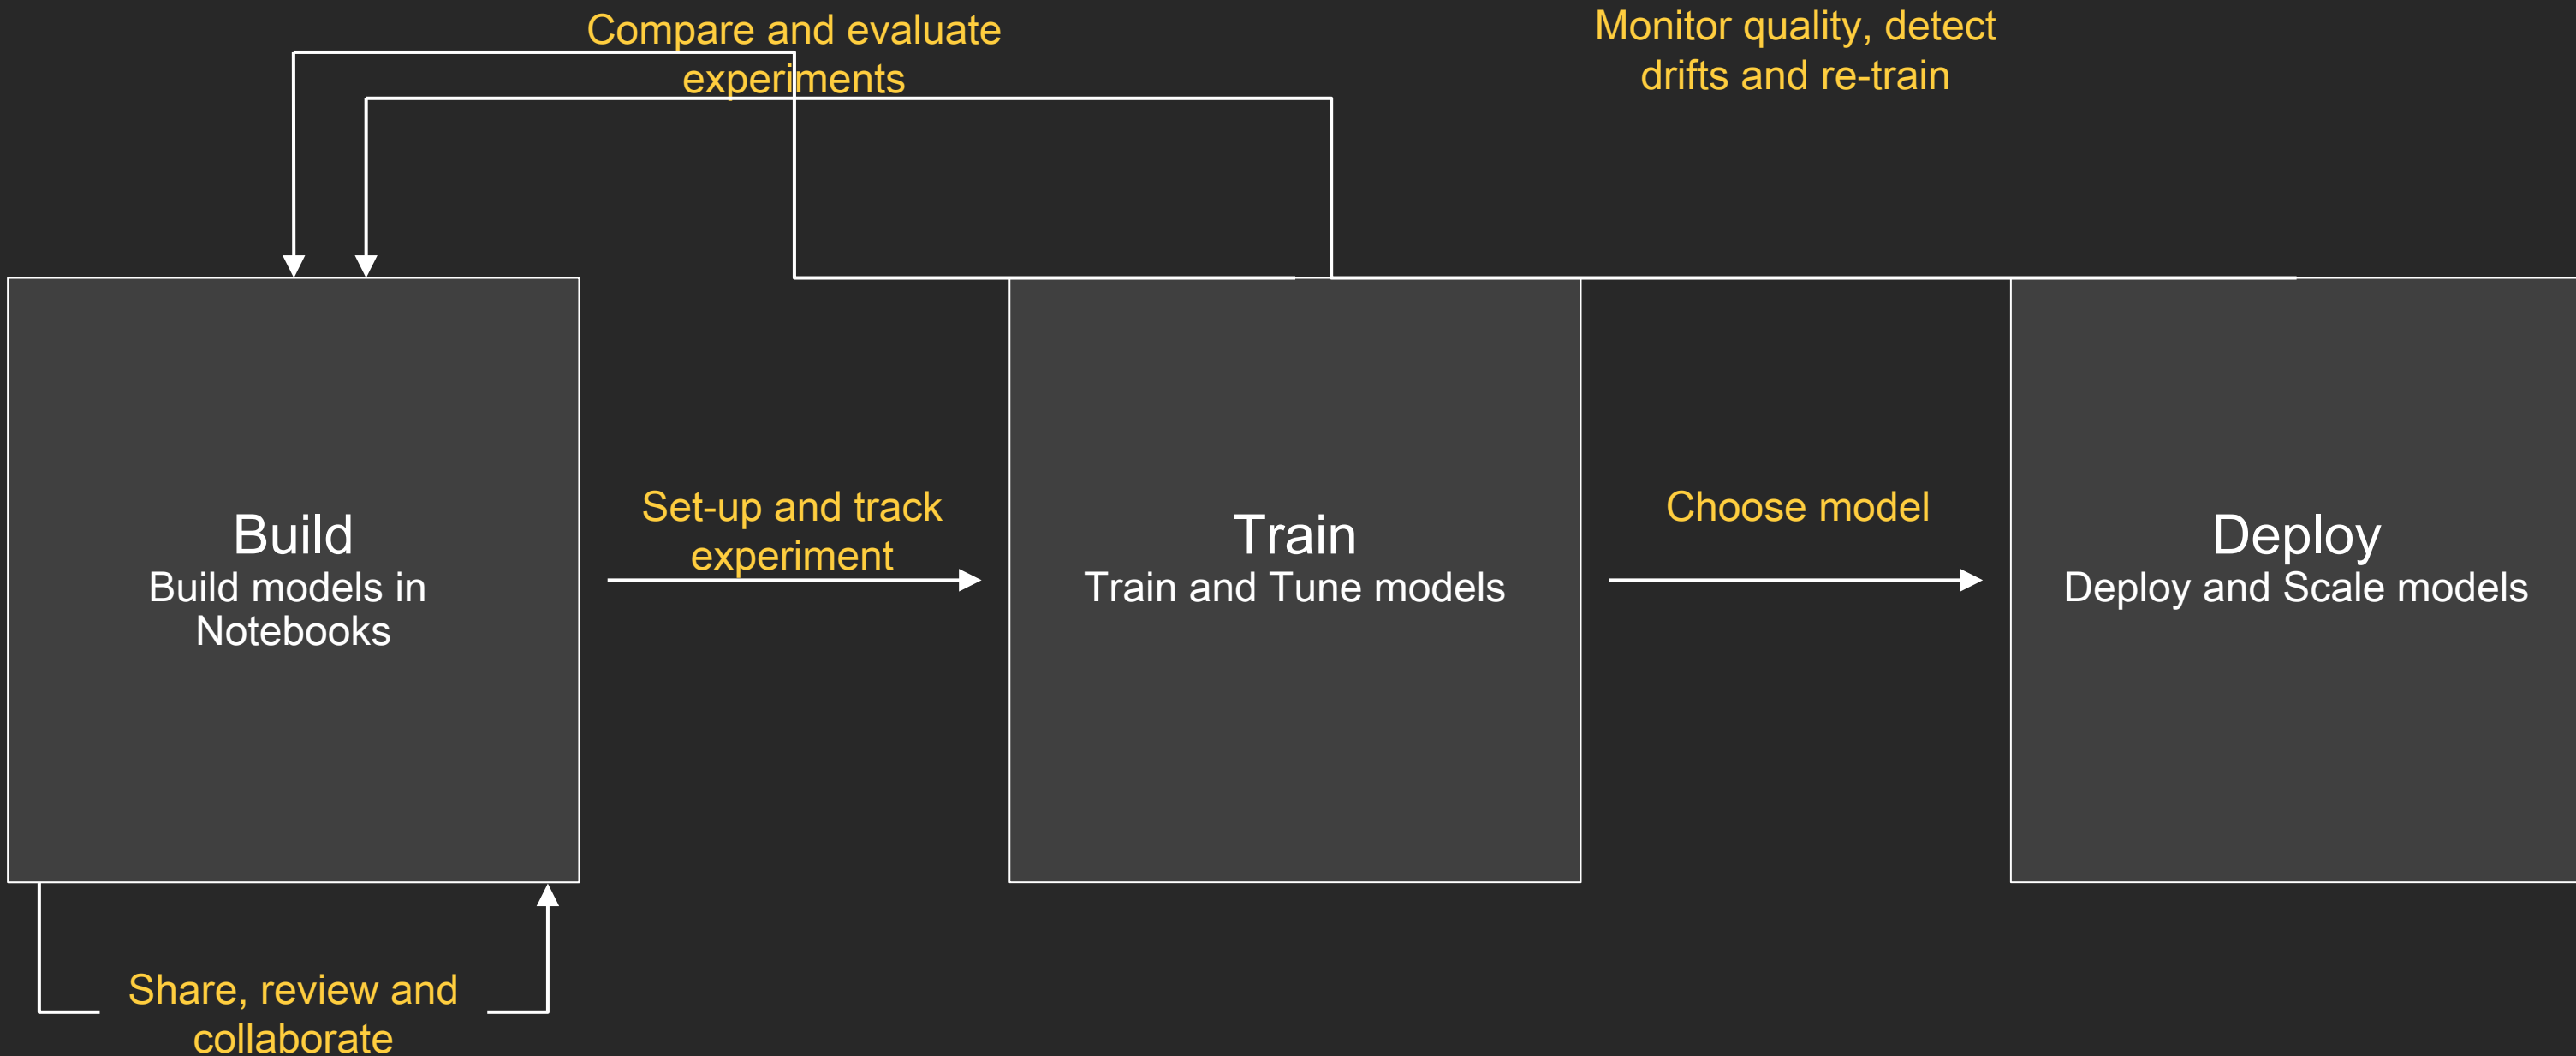 Compare and evaluate
experiments
Monitor quality, detect
drifts and re-train
Build
Build models in
Notebooks
Set-up and track
experiment
Train
Train and Tune models
Choose model
Deploy
Deploy and Scale models
Share, review and
collaborate